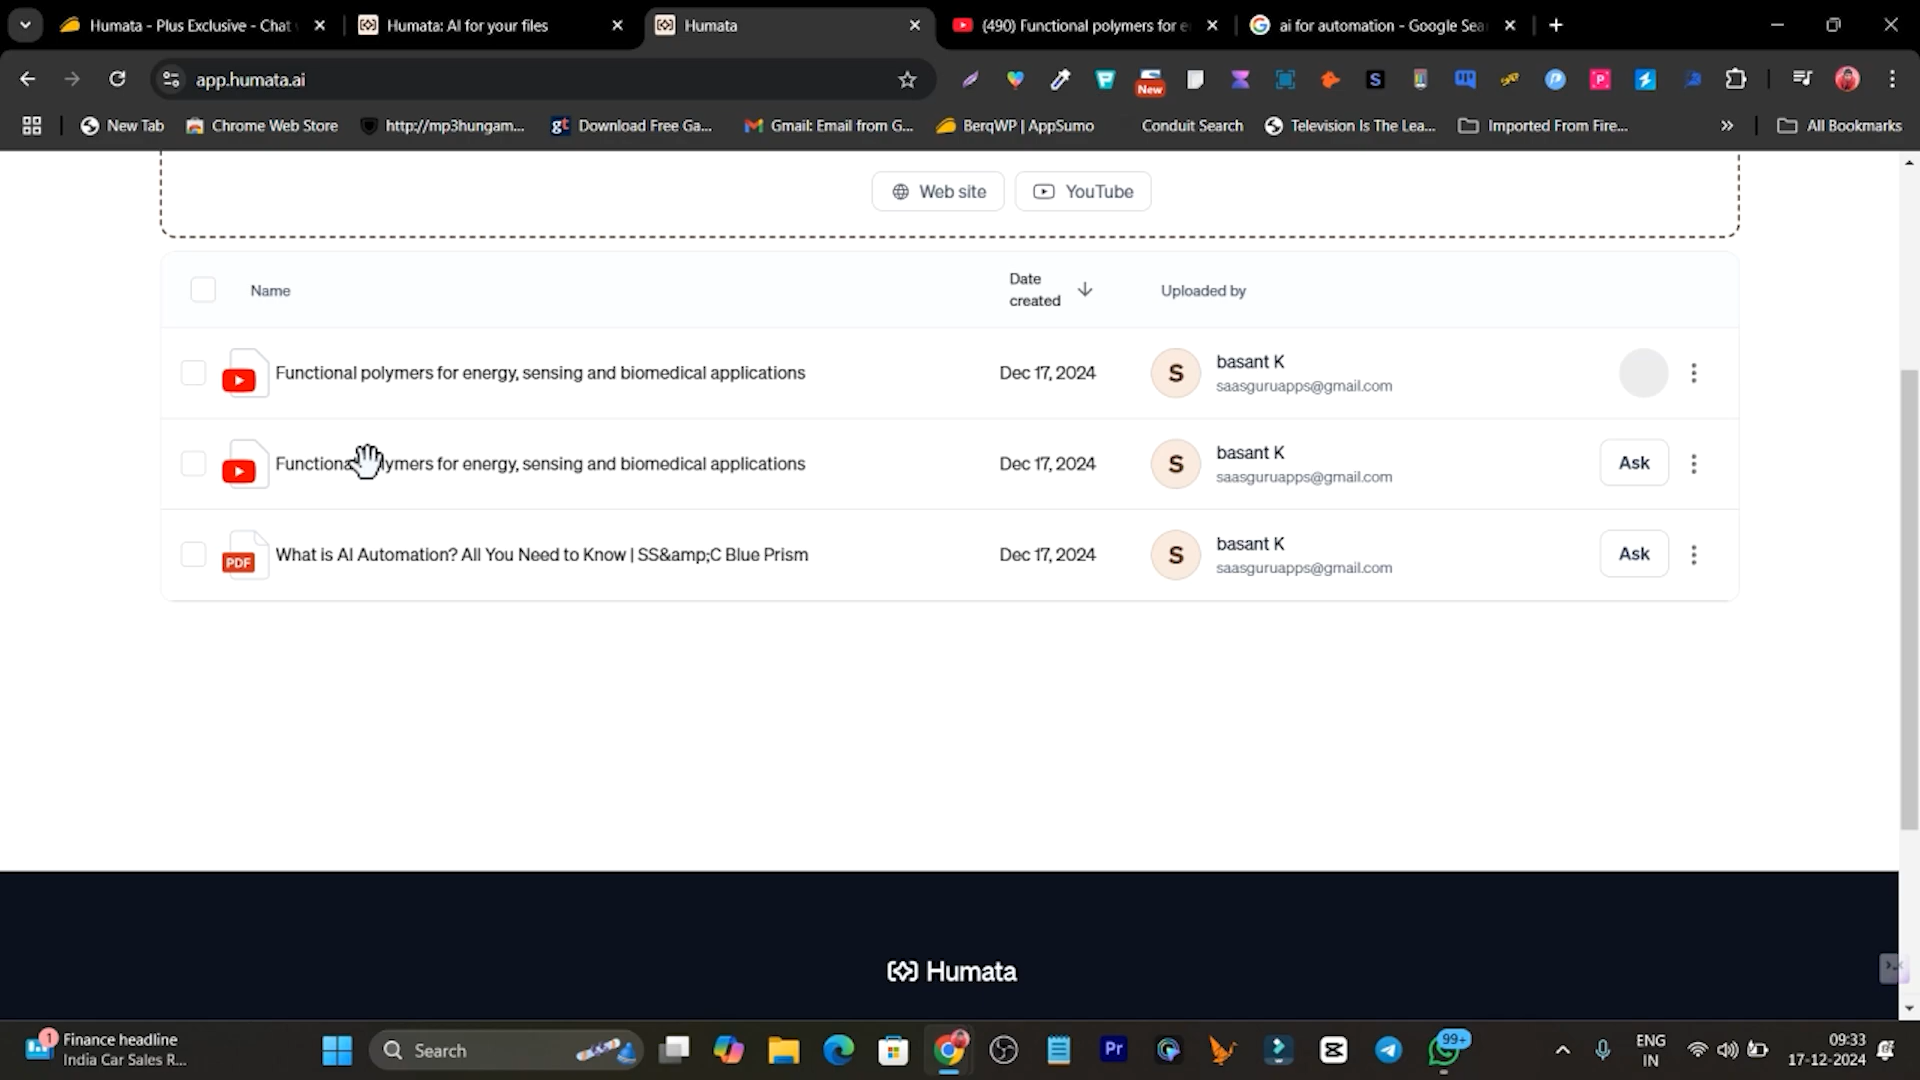 Humata - Plus Exclusive - Chat
Humata: AI for your files
Humata
(490) Functional polymers for e
ai for automation - Google Sea
app.humata.ai
New
New Tab
Chrome Web Store
http://mp3hungam...
gt Download Free Ga...
Gmail: Email from G...
BerqWP | AppSumo
Conduit Search
Television Is The Lea...
Imported From Fire...
All Bookmarks
Web site
YouTube
Name
Date created
Uploaded by
Functional polymers for energy, sensing and biomedical applications
Dec 17, 2024
S
basant K
saasguruapps@gmail.com
Functional polymers for energy, sensing and biomedical applications
Dec 17, 2024
S
basant K
saasguruapps@gmail.com
Ask
PDF
What is AI Automation? All You Need to Know | SS&amp;C Blue Prism
Dec 17, 2024
S
basant K
saasguruapps@gmail.com
Ask
Humata
1
Finance headline
India Car Sales R...
Search
Pr
99+
ENG
IN
09:33
17-12-2024